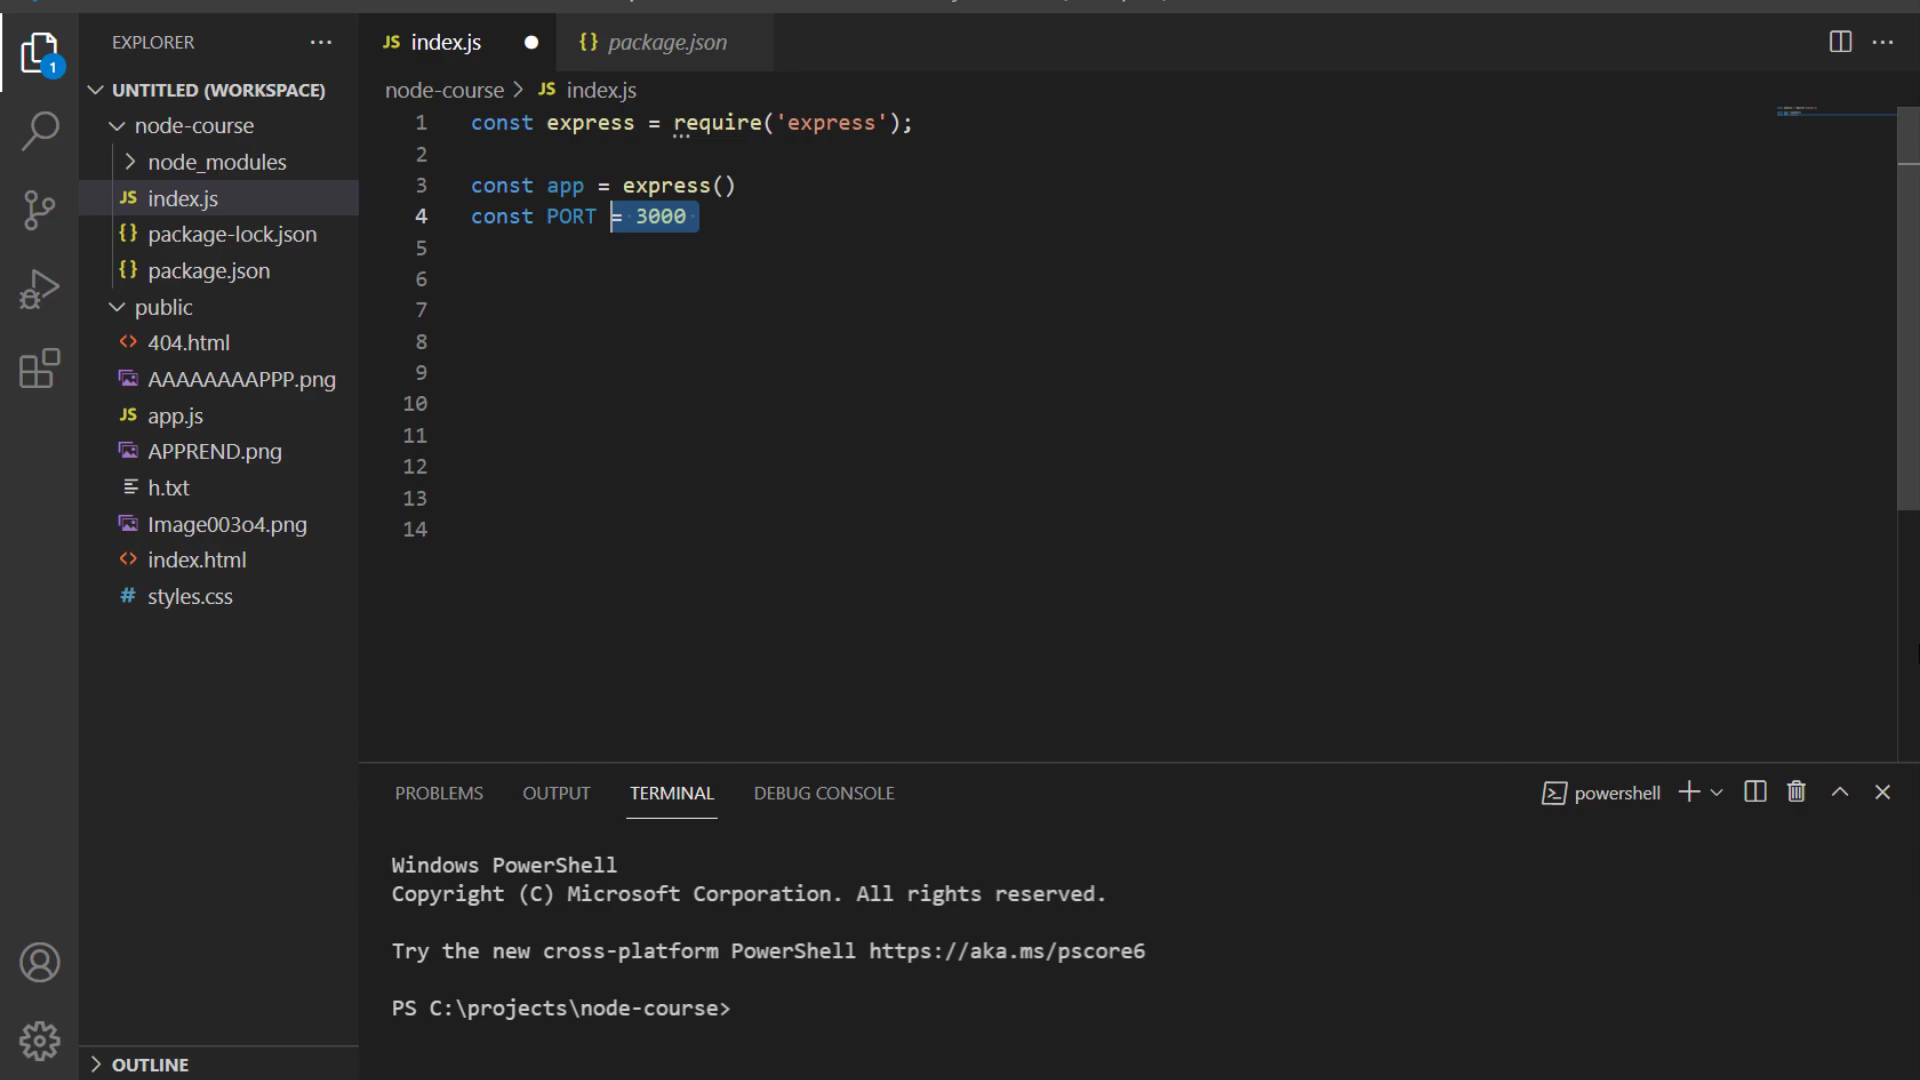 EXPLORER
1
UNTITLED (WORKSPACE)
node-course
node_modules
index.js
package-lock.json
package.json
public
404.html
AAAAAAAAPPP.png
app.js
APPREND.png
h.txt
Image003o4.png
index.html
styles.css
OUTLINE
JS index.js
{} package.json
node-course > JS index.js
1 const express = require('express');
2
3 const app = express()
4 const PORT = 3000
5
6
7
8
9
10
11
12
13
14
PROBLEMS OUTPUT TERMINAL DEBUG CONSOLE
powershell
Windows PowerShell
Copyright (C) Microsoft Corporation. All rights reserved.
Try the new cross-platform PowerShell https://aka.ms/pscore6
PS C:\projects\node-course>